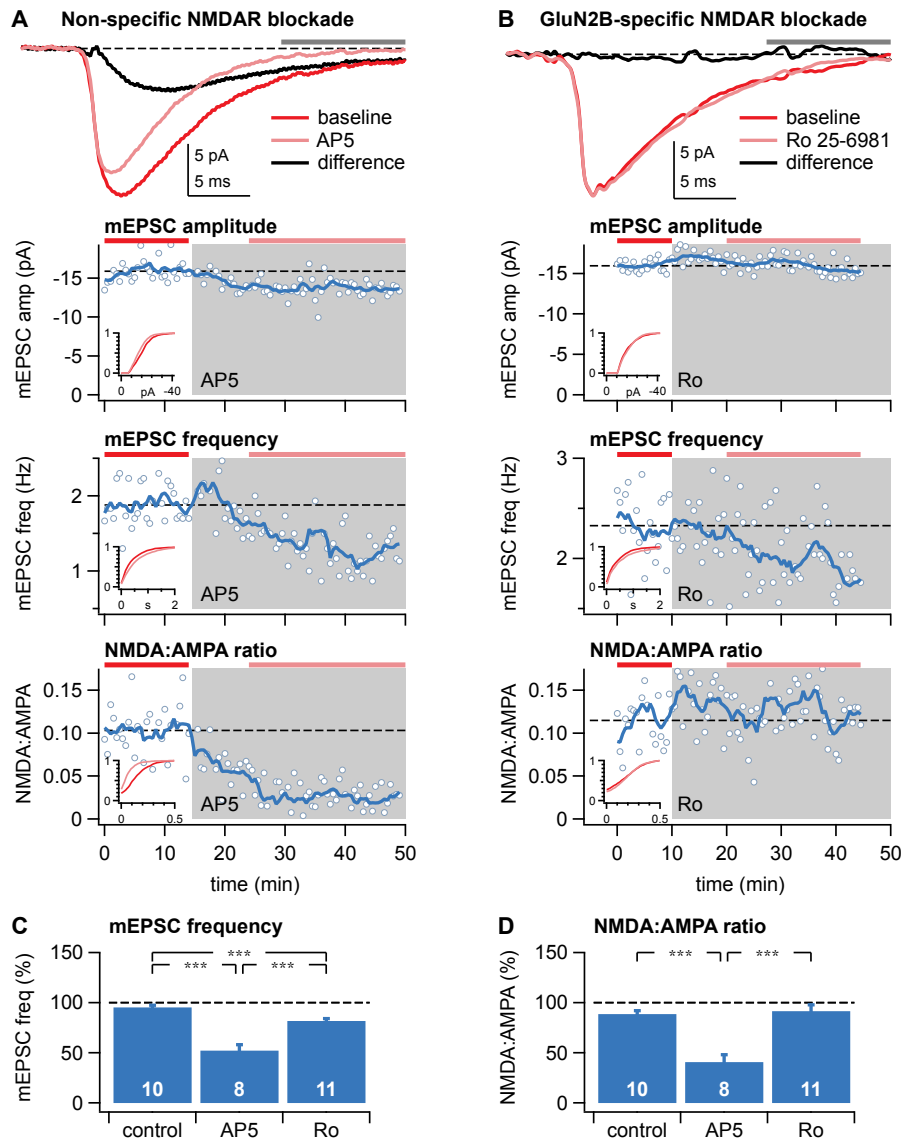 A Non-specific NMDAR blockade
baseline
AP5
difference
5 pA
5 ms
mEPSC amplitude
mEPSC amp (pA)
-15
-10
-5
0
1
0
0 pA -40
AP5
mEPSC frequency
mEPSC freq (Hz)
2
1
1
0
0 s 2
AP5
NMDA:AMPA ratio
NMDA:AMPA
0.15
0.10
0.05
0
1
0
0 0.5
AP5
0 10 20 30 40 50
time (min)
B GluN2B-specific NMDAR blockade
baseline
Ro 25-6981
difference
5 pA
5 ms
mEPSC amplitude
mEPSC amp (pA)
-15
-10
-5
0
1
0
0 pA -40
Ro
mEPSC frequency
mEPSC freq (Hz)
3
2
1
0
0 s 2
Ro
NMDA:AMPA ratio
NMDA:AMPA
0.15
0.10
0.05
0
1
0
0 0.5
Ro
0 10 20 30 40 50
time (min)
C mEPSC frequency
mEPSC freq (%)
150
100
50
0
***
*** ***
10 8 11
control AP5 Ro
D NMDA:AMPA ratio
NMDA:AMPA (%)
150
100
50
0
*** ***
10 8 11
control AP5 Ro